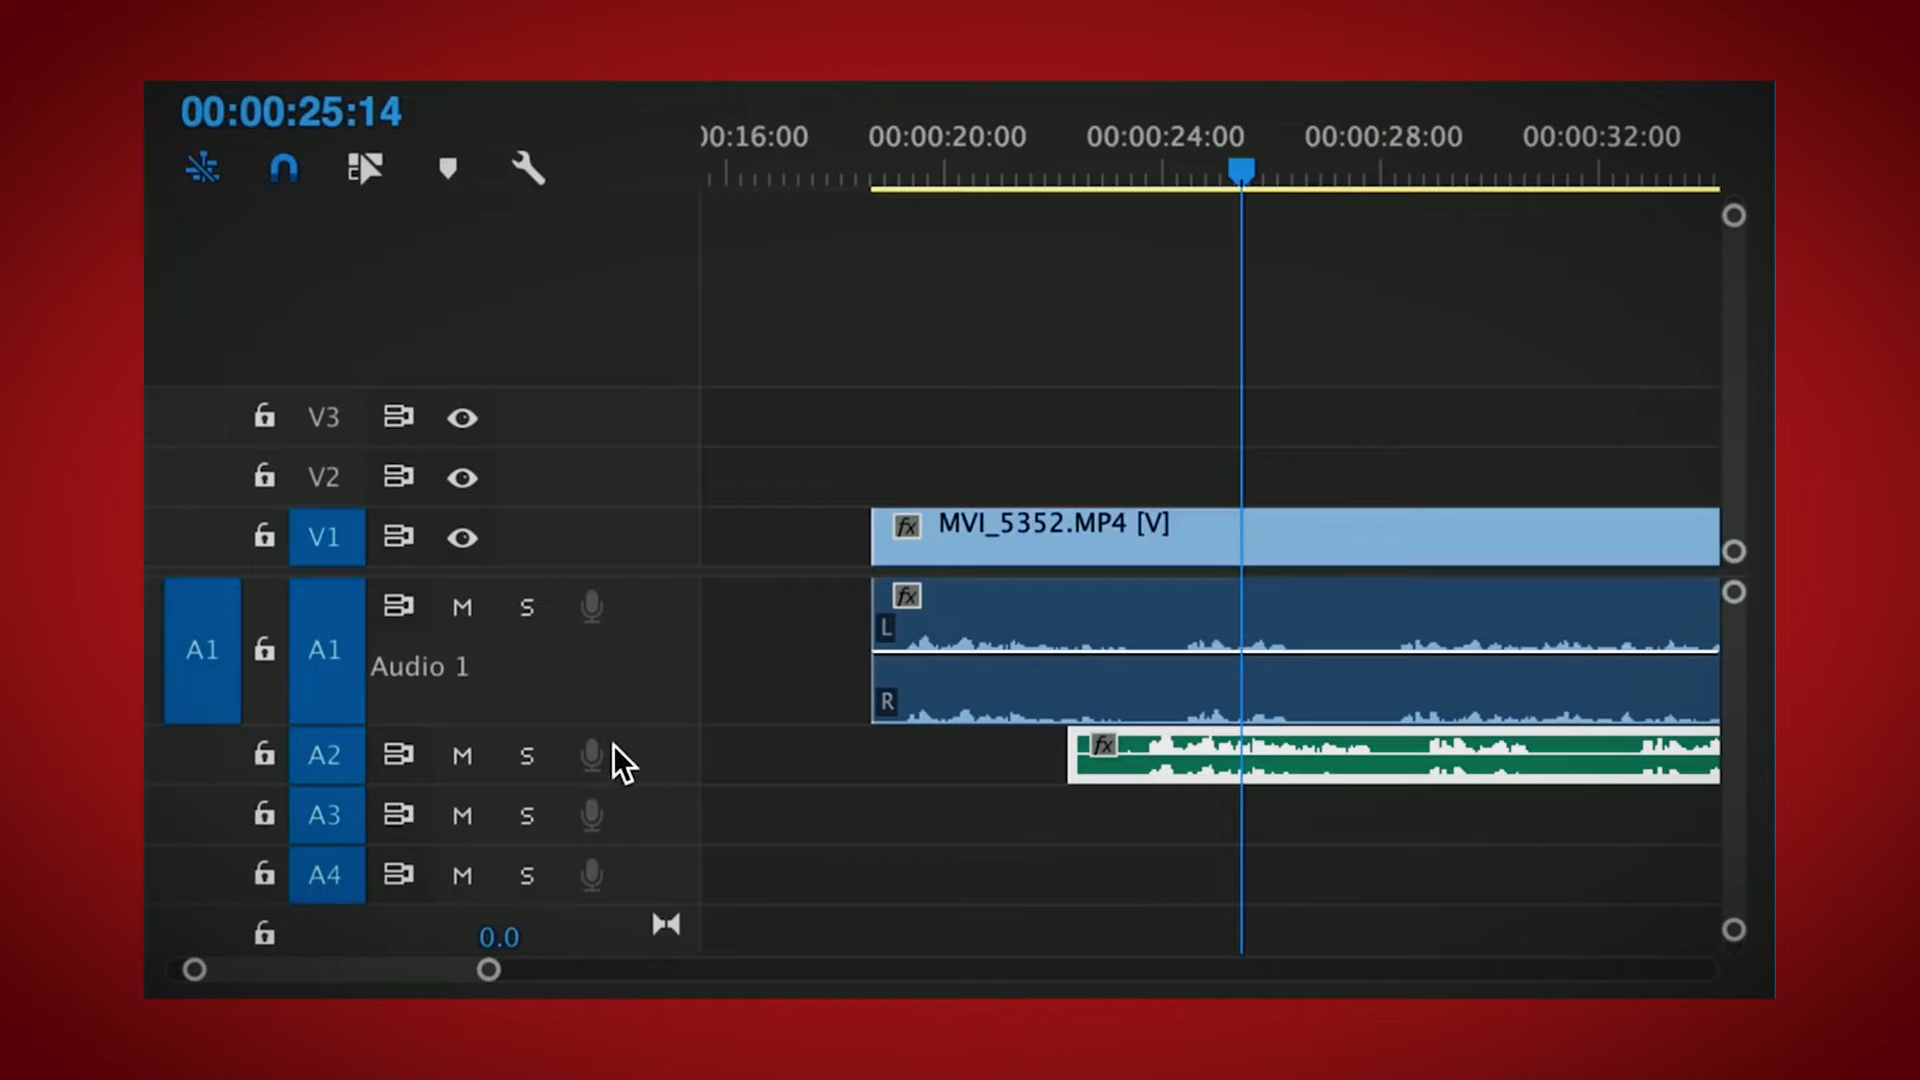 00:00:25:14
00:16:00 00:00:20:00 00:00:24:00 00:00:28:00 00:00:32:00
V3
V2
V1 fx MVI_5352.MP4 [V]
A1 A1 M S fx
Audio 1
L
R
A2 M S fx
A3 M S
A4 M S
0.0